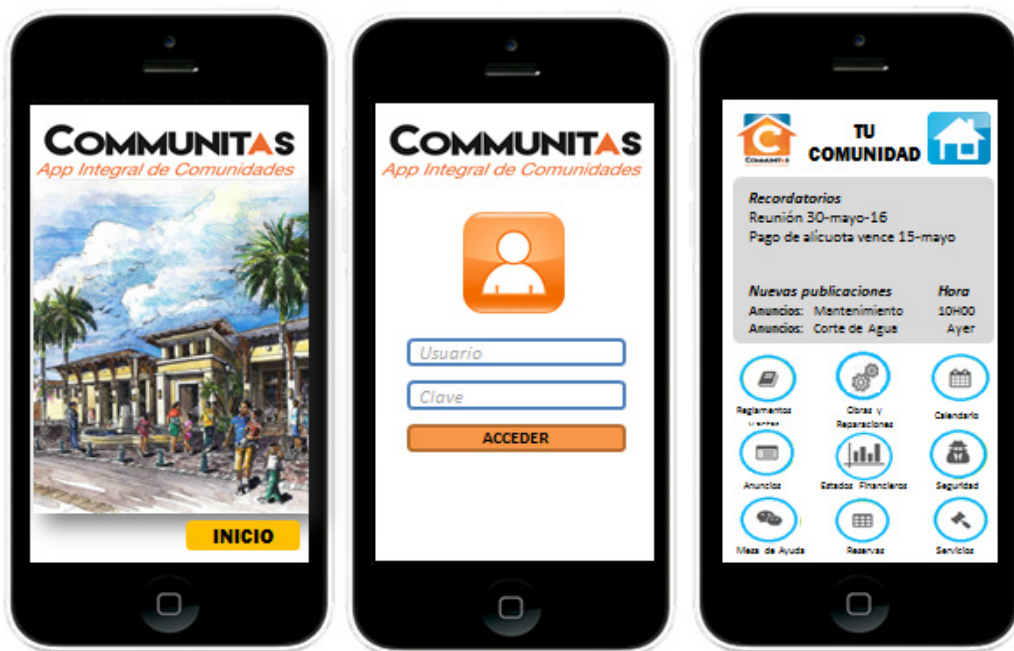 COMMUNITAS
App Integral de Comunidades
INICIO
COMMUNITAS
App Integral de Comunidades
Usuario
Clave
ACCEDER
C
COMMUNITAS
TU
COMUNIDAD
Recordatorios
Reunión 30-mayo-16
Pago de alícuota vence 15-mayo
Nuevas publicaciones Hora
Anuncios: Mantenimiento 10H00
Anuncios: Corte de Agua Ayer
Reglamentos
Obras y
Reparaciones
Calendario
Anuncios
Estados Financieros
Seguridad
Mesa de Ayuda
Reservas
Servicios